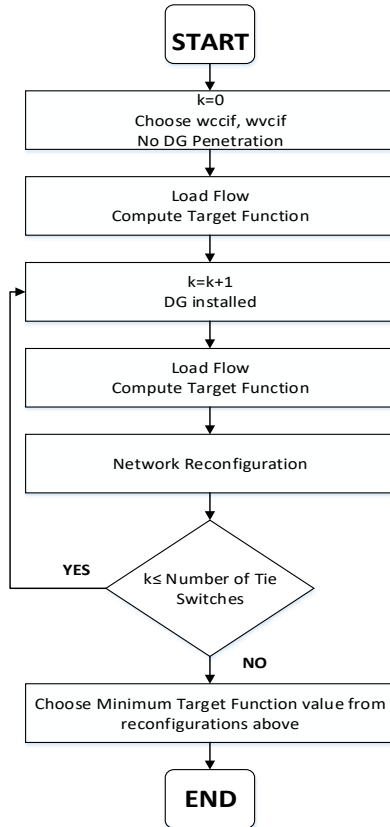 START
k=0
Choose wccif, wvcif
No DG Penetration
Load Flow
Compute Target Function
k=k+1
DG installed
Load Flow
Compute Target Function
Network Reconfiguration
YES
k≤ Number of Tie
Switches
NO
Choose Minimum Target Function value from
reconfigurations above
END